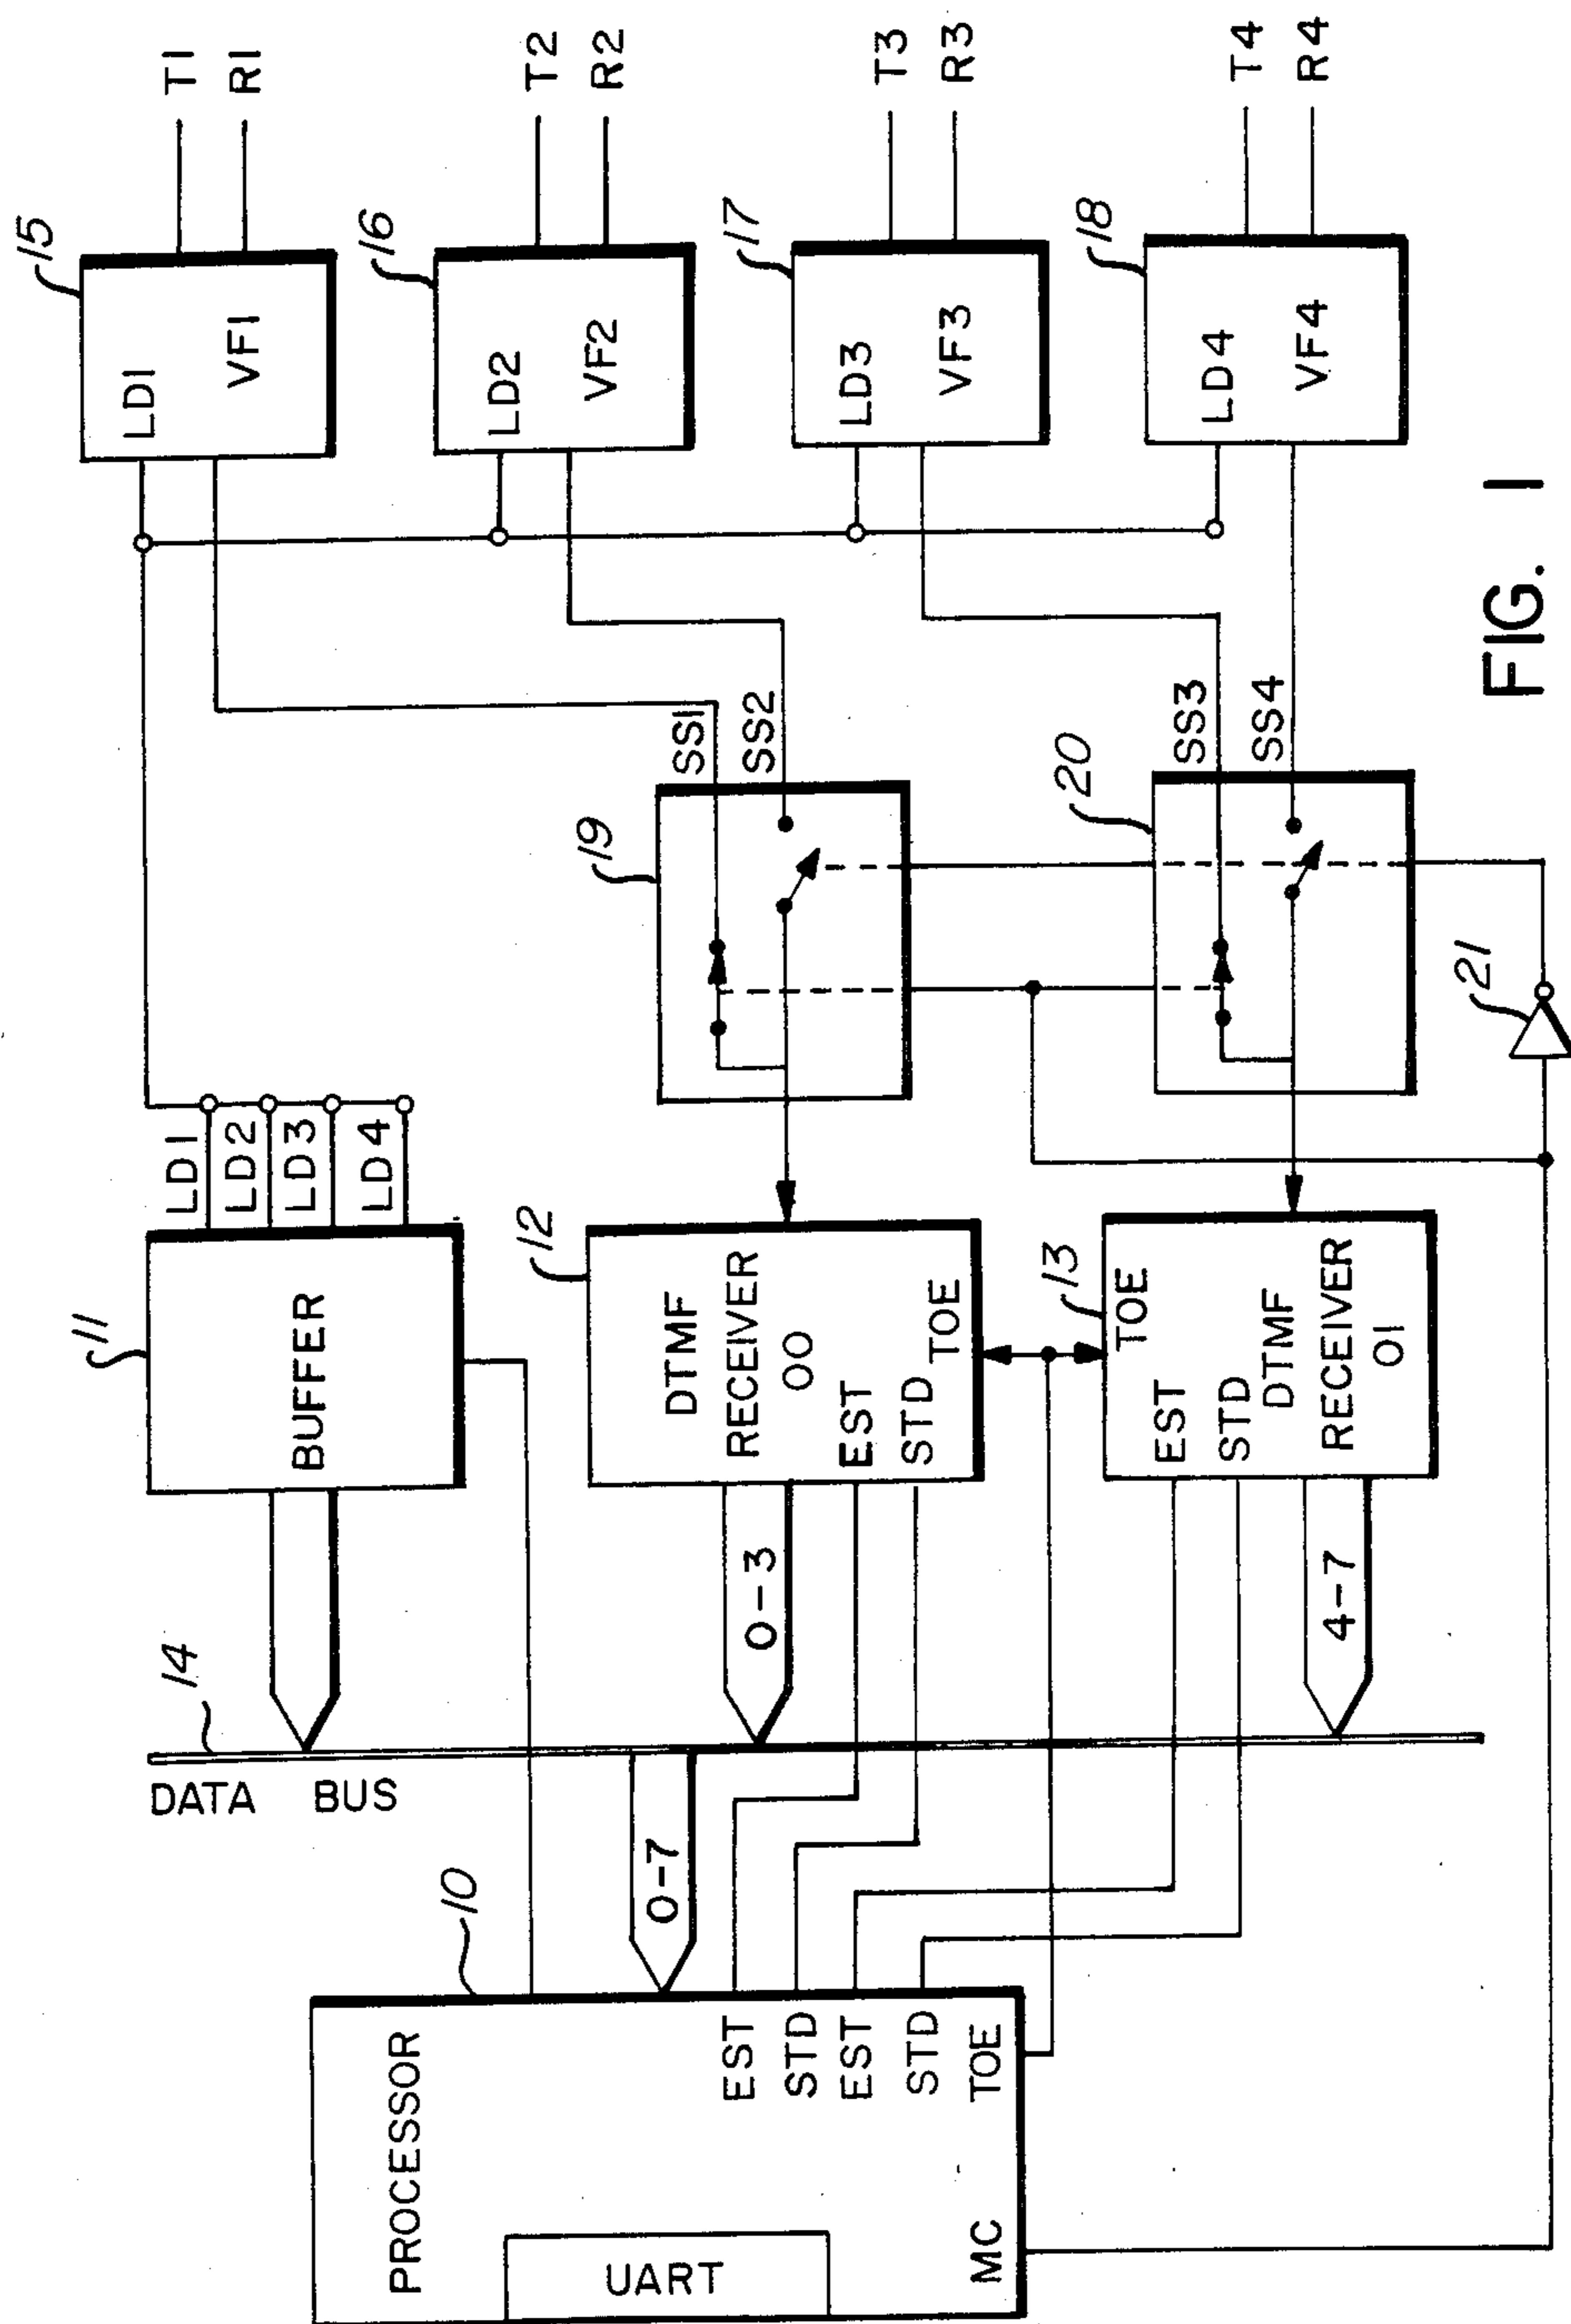 PROCESSOR
10
UART
MC
EST
STD
EST
STD
TOE
0-7
DATA BUS
14
BUFFER
11
LD1
LD2
LD3
LD4
0-3
DTMF
RECEIVER
00
EST
STD
TOE
12
4-7
TOE
EST
STD
DTMF
RECEIVER
01
13
19
SS1
SS2
20
SS3
SS4
21
15
LD1
VF1
T1
R1
16
LD2
VF2
T2
R2
17
LD3
VF3
T3
R3
18
LD4
VF4
T4
R4
FIG. 1